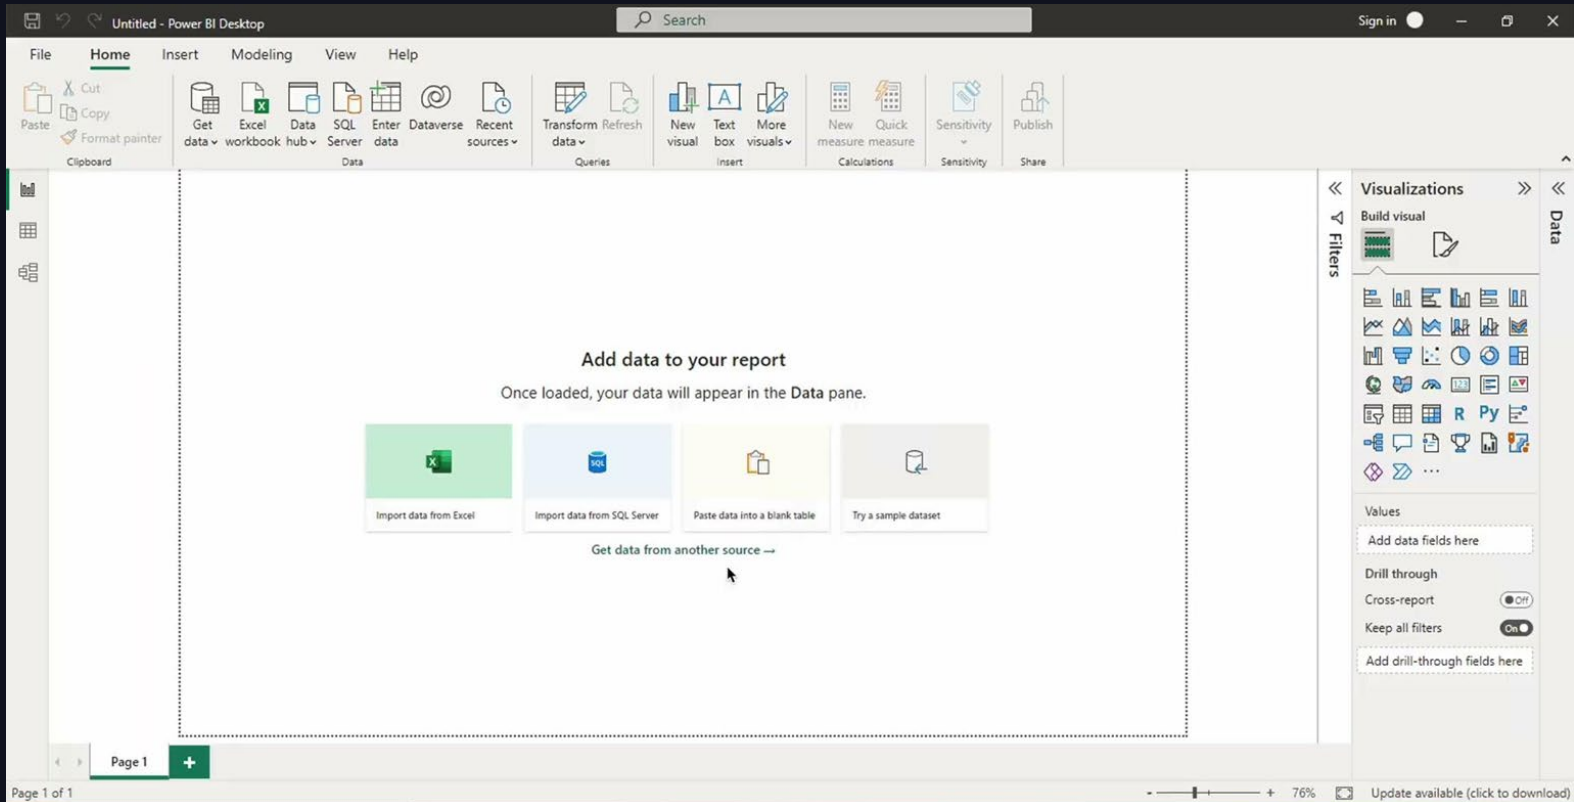 Untitled - Power BI Desktop
Search
Sign in
File Home Insert Modeling View Help
Paste
Cut
Copy
Format painter
Clipboard
Get data
Excel workbook
Data hub
SQL Server
Enter data
Dataverse
Recent sources
Data
Transform data
Refresh
Queries
New visual
A
Text box
More visuals
Insert
New measure
Quick measure
Calculations
Sensitivity
Sensitivity
Publish
Share
Add data to your report
Once loaded, your data will appear in the Data pane.
X
Import data from Excel
SQL
Import data from SQL Server
Paste data into a blank table
Try a sample dataset
Get data from another source →
Filters
Visualizations
Build visual
123
R Py
Values
Add data fields here
Drill through
Cross-report Off
Keep all filters On
Add drill-through fields here
Data
Page 1
+
Page 1 of 1
- + 76%
Update available (click to download)